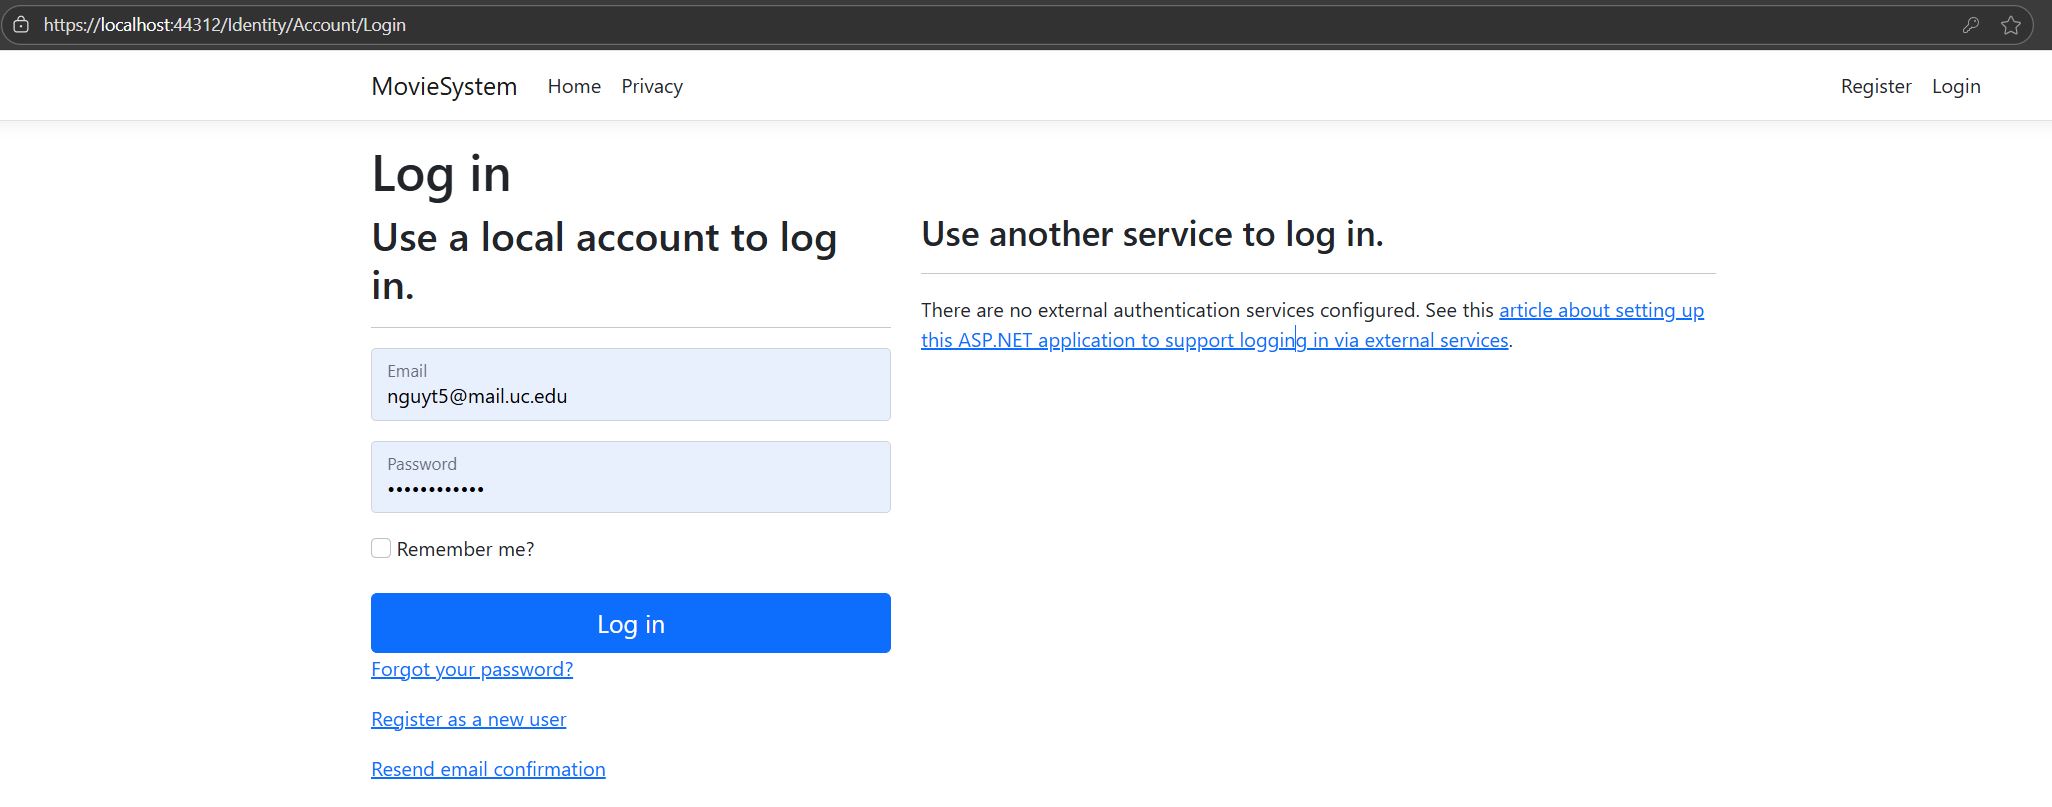 https://localhost:44312/Identity/Account/Login
MovieSystem Home Privacy Register Login
Log in
Use a local account to log
in.
Email
nguyt5@mail.uc.edu
Password
••••••••••••
Remember me?
Log in
Forgot your password?
Register as a new user
Resend email confirmation
Use another service to log in.
There are no external authentication services configured. See this article about setting up
this ASP.NET application to support logging in via external services.